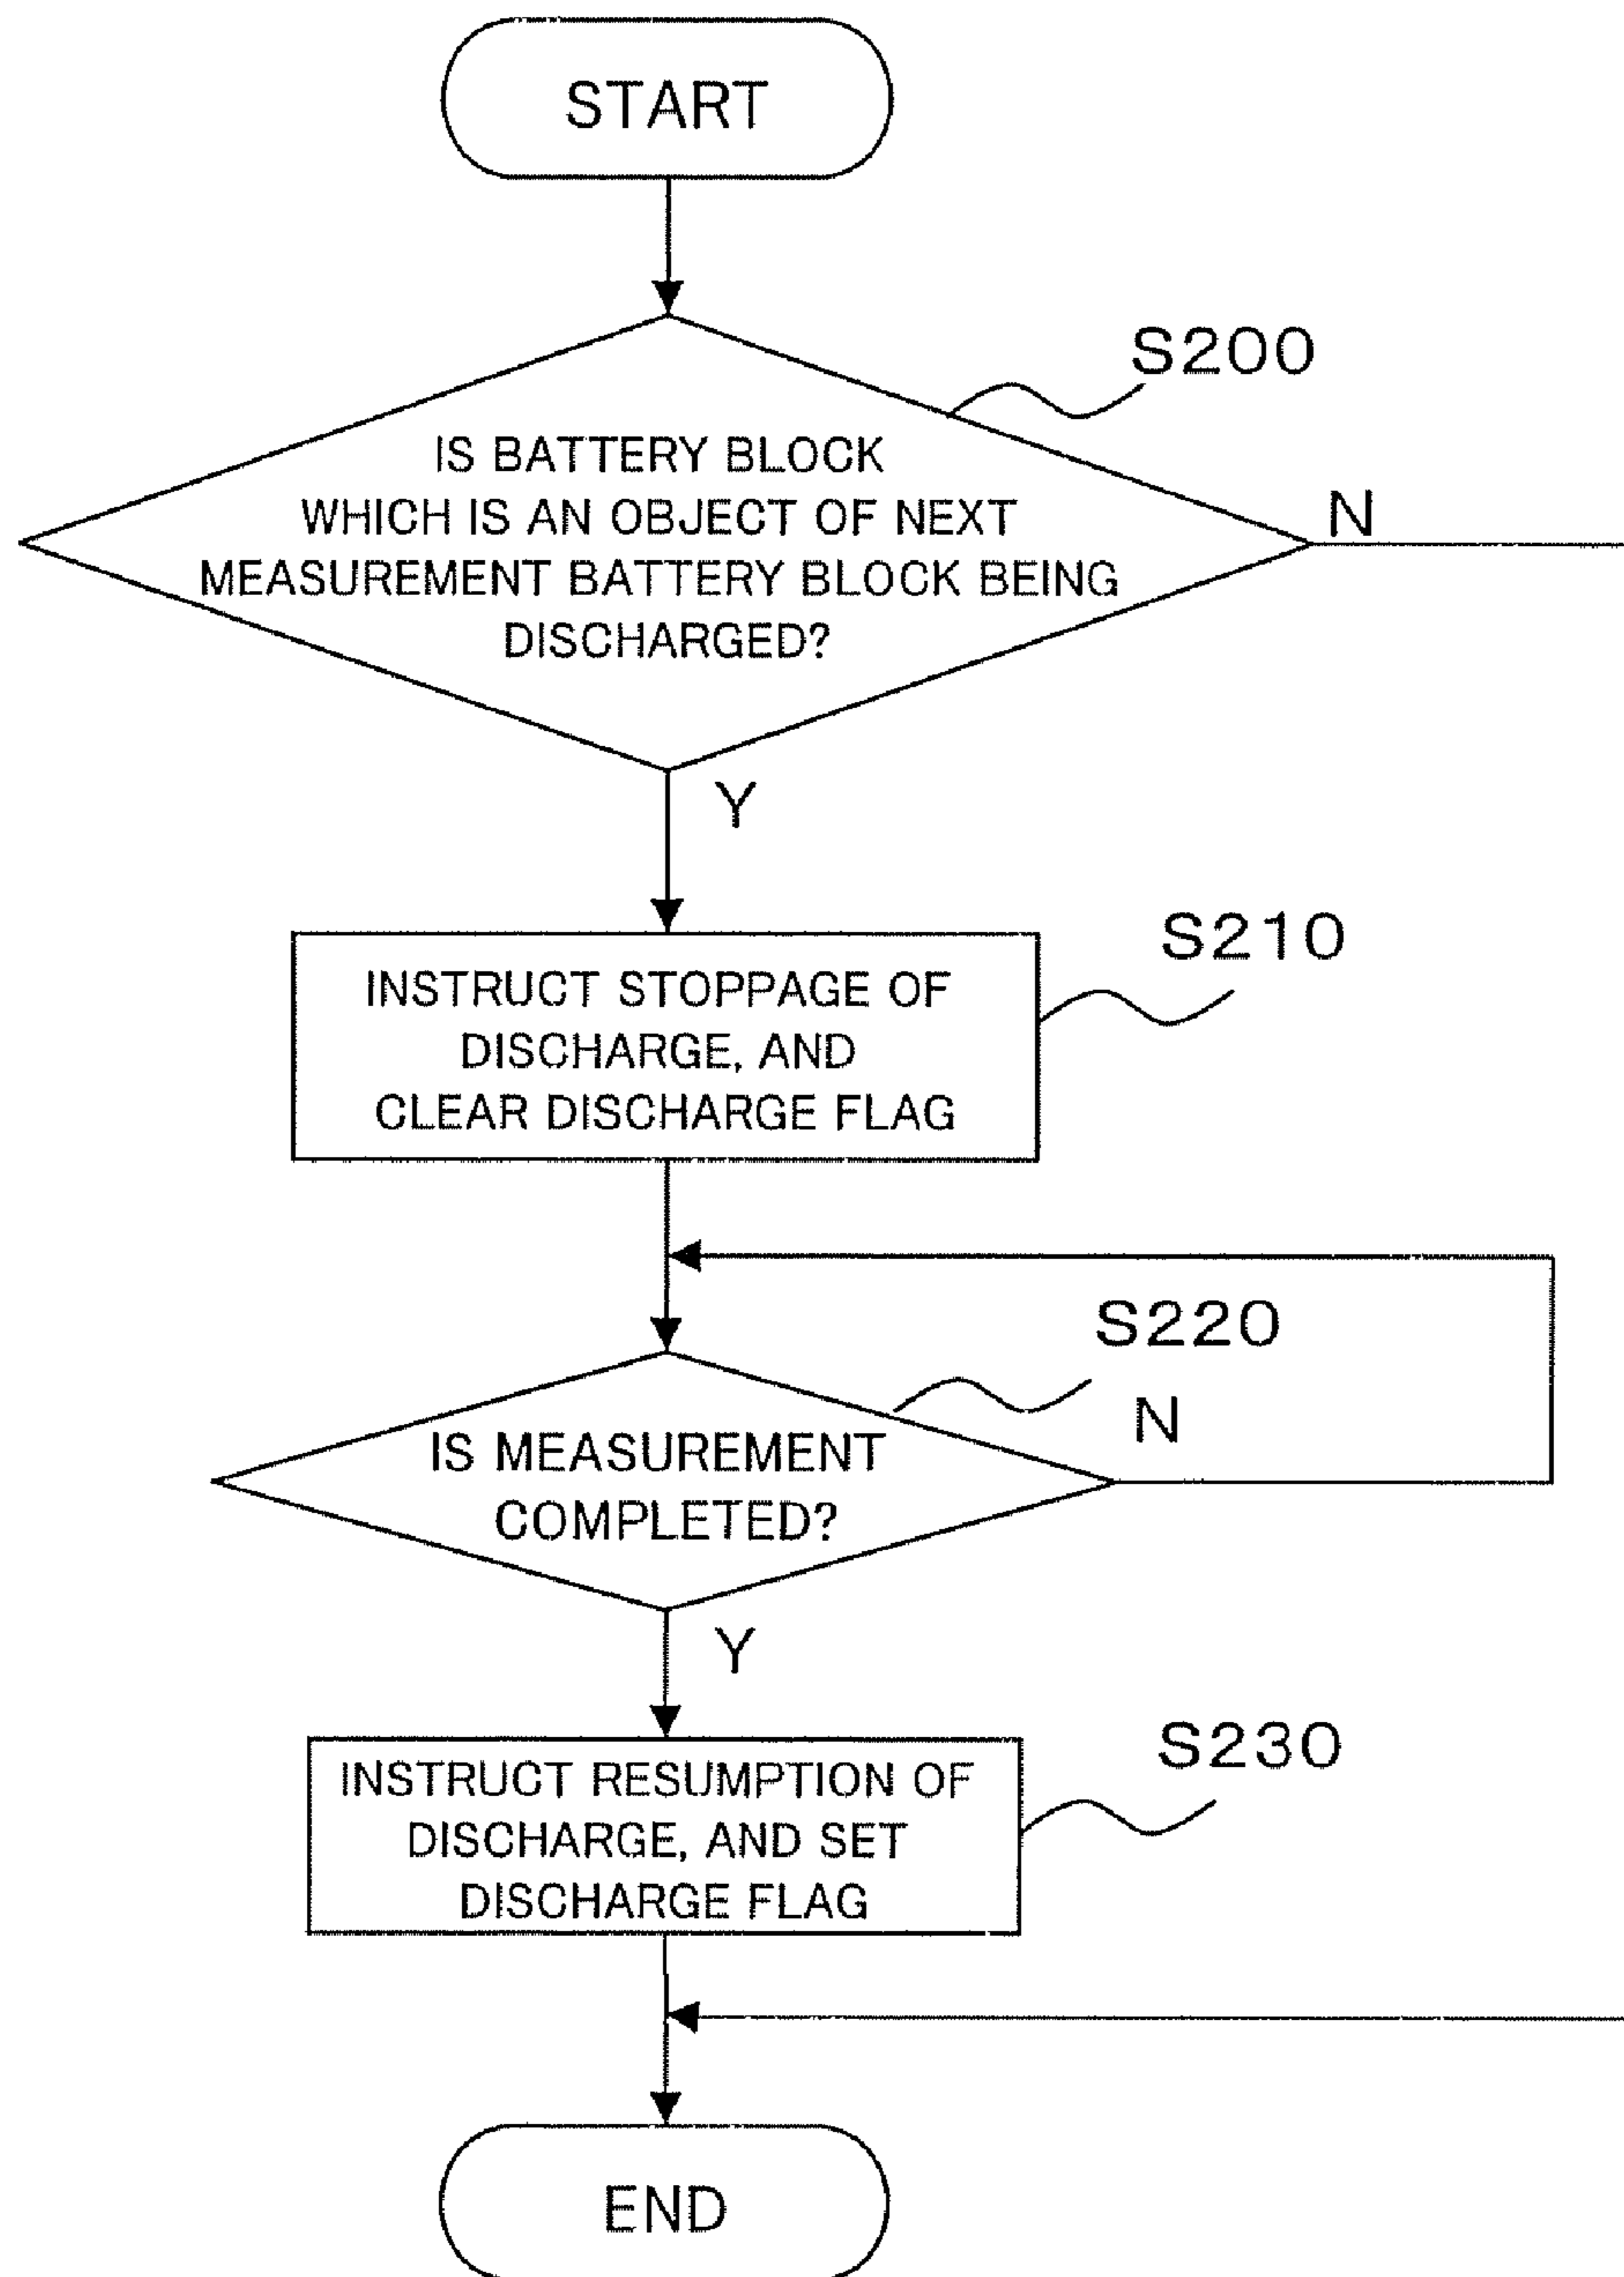 START
S200
IS BATTERY BLOCK
WHICH IS AN OBJECT OF NEXT
MEASUREMENT BATTERY BLOCK BEING
DISCHARGED?
N
Y
S210
INSTRUCT STOPPAGE OF
DISCHARGE, AND
CLEAR DISCHARGE FLAG
S220
IS MEASUREMENT
COMPLETED?
N
Y
S230
INSTRUCT RESUMPTION OF
DISCHARGE, AND SET
DISCHARGE FLAG
END